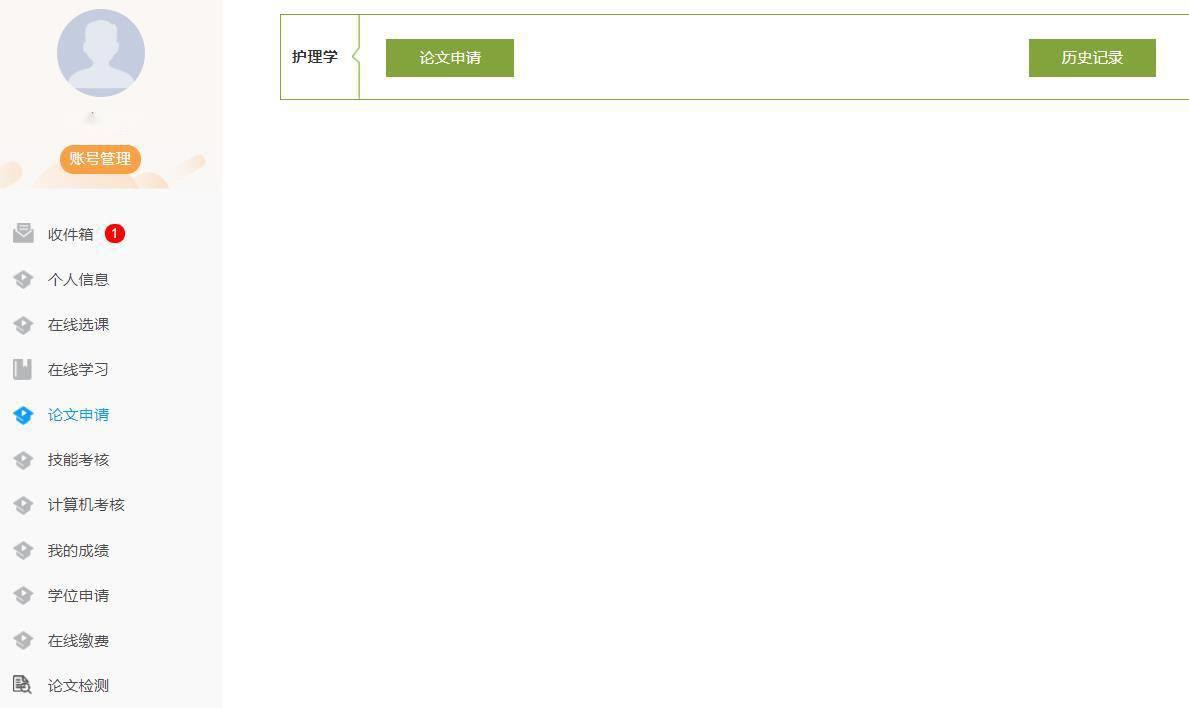 账号管理
收件箱 1
个人信息
在线选课
在线学习
论文申请
技能考核
计算机考核
我的成绩
学位申请
在线缴费
论文检测
护理学 论文申请 历史记录